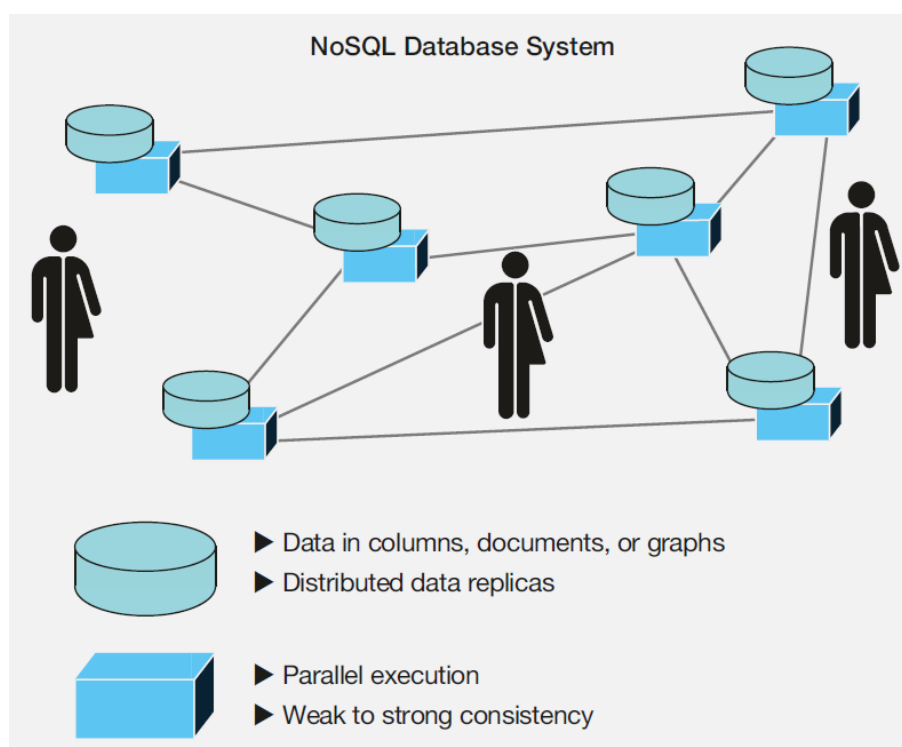 NoSQL Database System
▶ Data in columns, documents, or graphs
▶ Distributed data replicas
▶ Parallel execution
▶ Weak to strong consistency